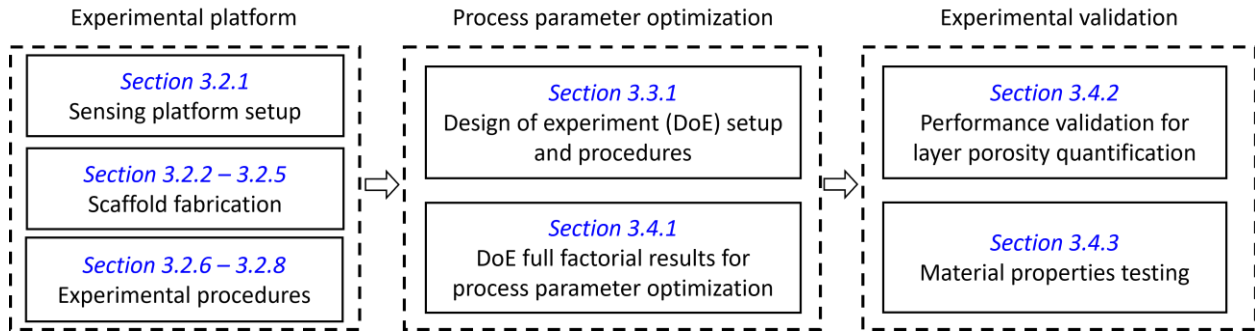 Experimental platform
Section 3.2.1
Sensing platform setup
Section 3.2.2 – 3.2.5
Scaffold fabrication
Section 3.2.6 – 3.2.8
Experimental procedures
Process parameter optimization
Section 3.3.1
Design of experiment (DoE) setup
and procedures
Section 3.4.1
DoE full factorial results for
process parameter optimization
Experimental validation
Section 3.4.2
Performance validation for
layer porosity quantification
Section 3.4.3
Material properties testing